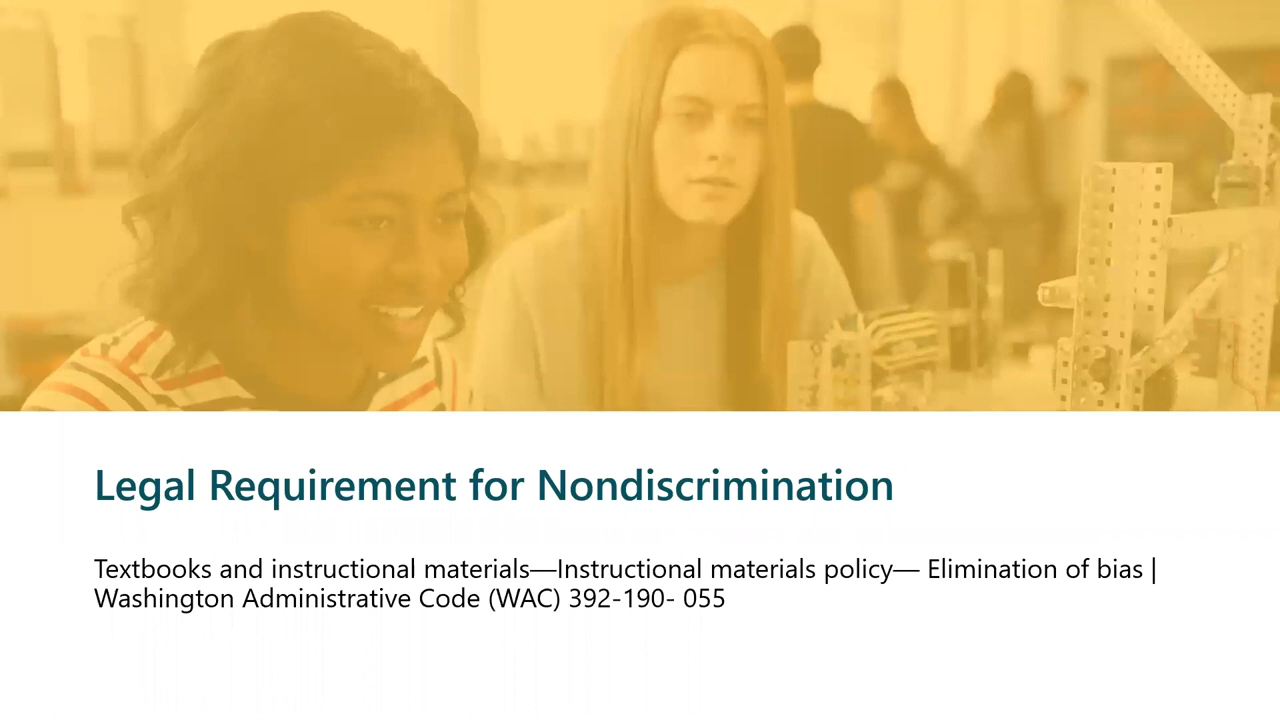 Legal Requirement for Nondiscrimination
Textbooks and instructional materials—Instructional materials policy— Elimination of bias |
Washington Administrative Code (WAC) 392-190- 055